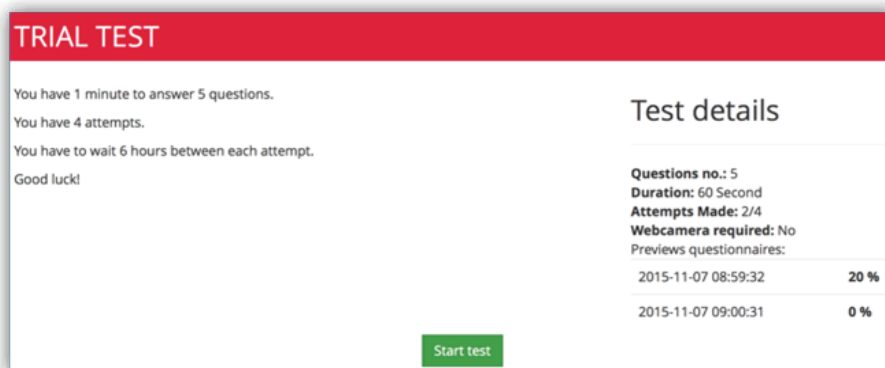 TRIAL TEST
You have 1 minute to answer 5 questions.
You have 4 attempts.
You have to wait 6 hours between each attempt.
Good luck!
Test details
Questions no.: 5
Duration: 60 Second
Attempts Made: 2/4
Webcamera required: No
Previews questionnaires:
2015-11-07 08:59:32 20 %
2015-11-07 09:00:31 0 %
Start test